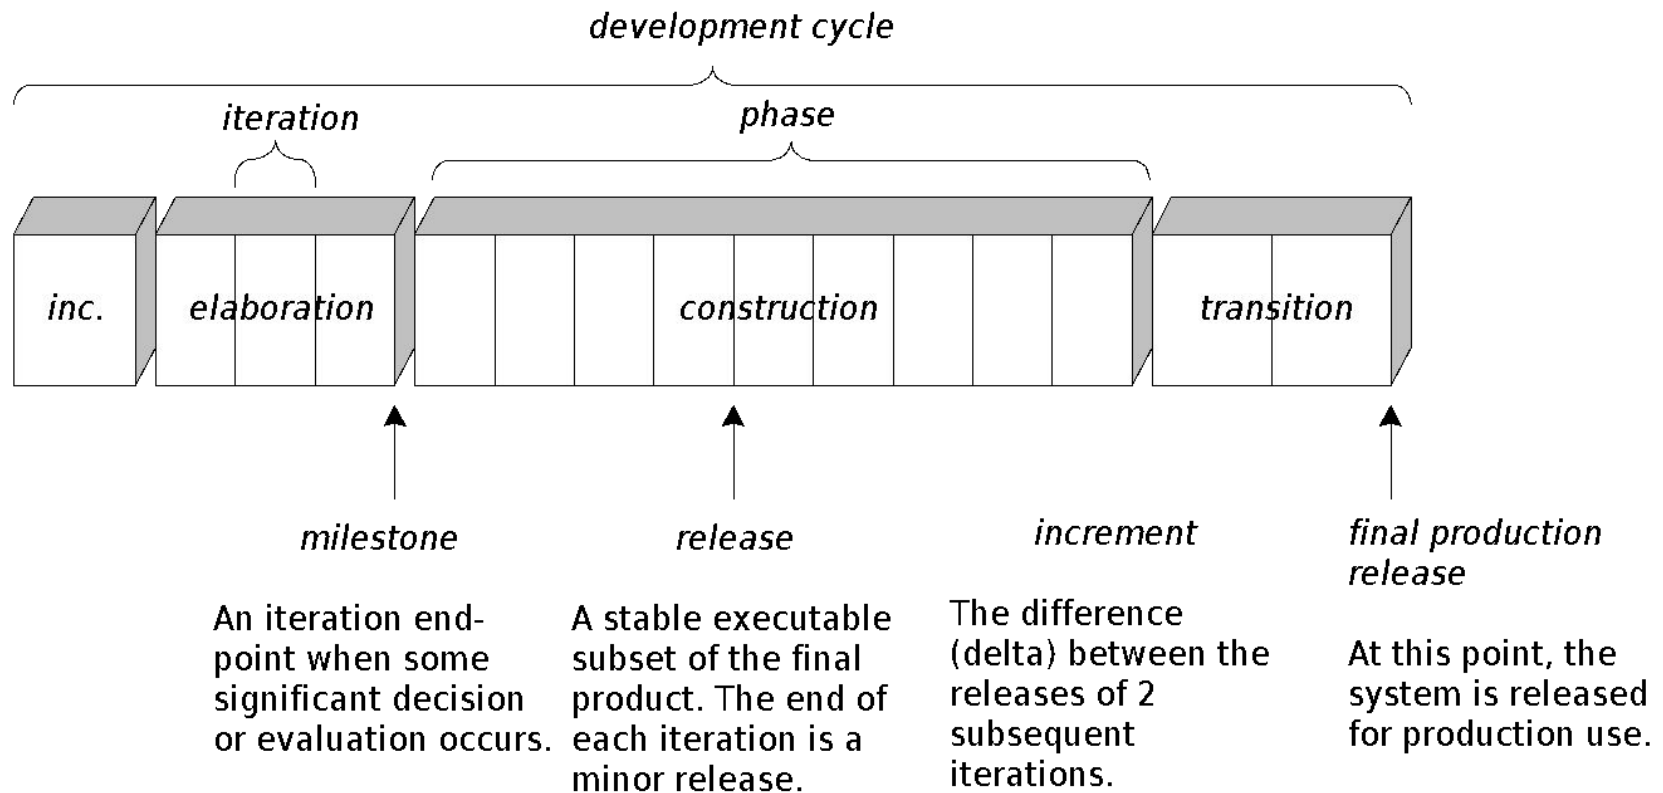 development cycle
iteration
phase
inc.
elaboration
construction
transition
milestone
An iteration end-
point when some
significant decision
or evaluation occurs.
release
A stable executable
subset of the final
product. The end of
each iteration is a
minor release.
increment
The difference
(delta) between the
releases of 2
subsequent
iterations.
final production
release
At this point, the
system is released
for production use.